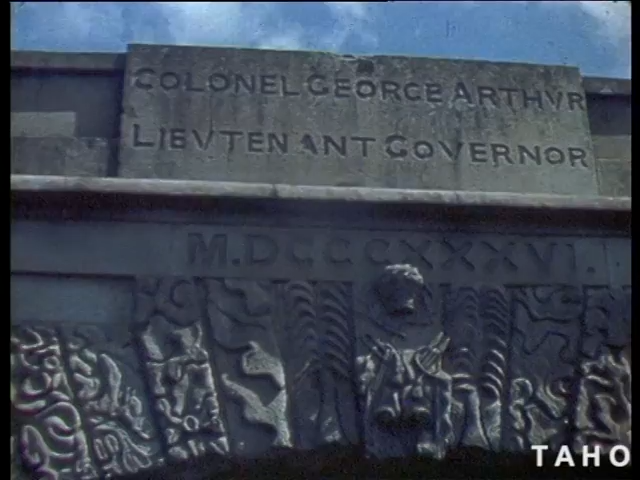 COLONEL GEORGE ARTHVR
LIEVTENANT GOVERNOR
M.DCCCXXXVI.
TAHO